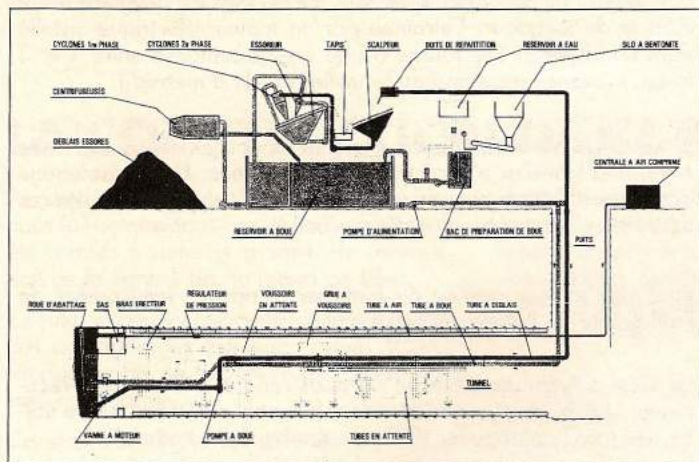 CYCLONES 1re PHASE
CYCLONES 2e PHASE
ESSOREUR
TAPIS
SCALPEUR
BOITE DE REPARTITION
RESERVOIR A EAU
SILO A BENTONITE
CENTRIFUGEUSES
DEBLAIS ESSORES
CENTRALE A AIR COMPRIME
RESERVOIR A BOUE
POMPE D'ALIMENTATION
BAC DE PREPARATION DE BOUE
PUITS
ROUE D'ABATTAGE
SAS
BRAS ERECTEUR
REGULATEUR
DE PRESSION
VOUSSOIRS
EN ATTENTE
GRUE A
VOUSSOIRS
TUBE A AIR
TUBE A BOUE
TUBE A DEBLAIS
TUNNEL
VANNE A MOTEUR
POMPE A BOUE
TUBES EN ATTENTE